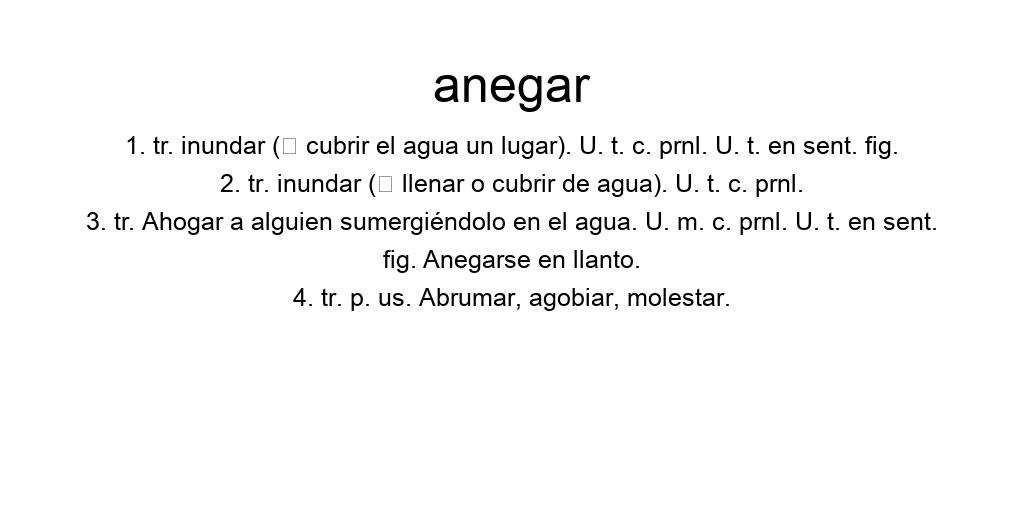 anegar
1. tr. inundar (▯ cubrir el agua un lugar). U. t. c. prnl. U. t. en sent. fig.
2. tr. inundar (▯ llenar o cubrir de agua). U. t. c. prnl.
3. tr. Ahogar a alguien sumergiéndolo en el agua. U. m. c. prnl. U. t. en sent.
fig. Anegarse en llanto.
4. tr. p. us. Abrumar, agobiar, molestar.